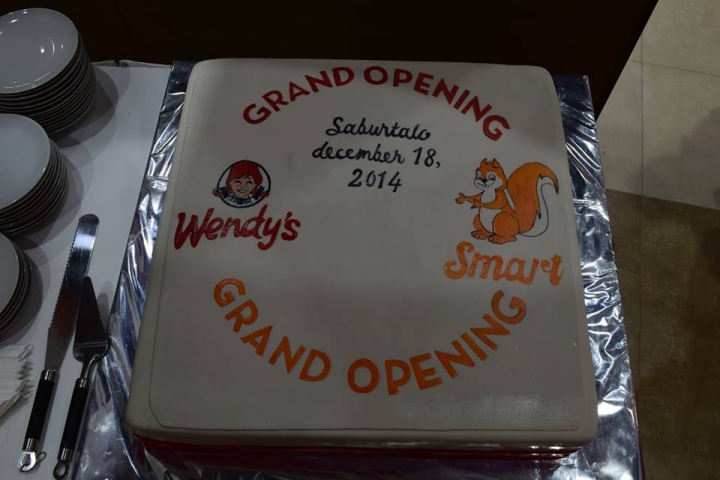 GRAND OPENING
Saburtalo
december 18,
2014
Wendy's
Smart
GRAND OPENING